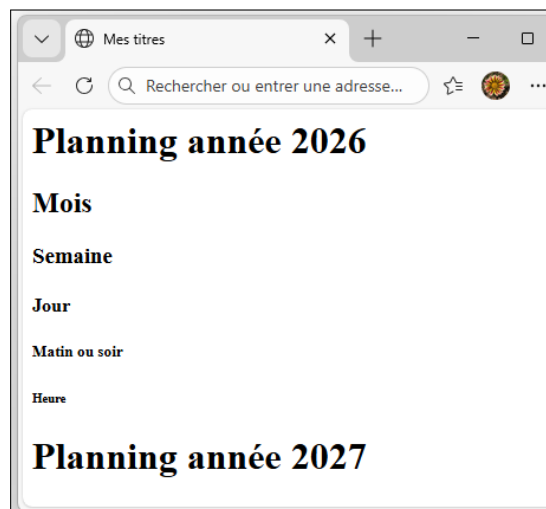 Mes titres
Rechercher ou entrer une adresse...
Planning année 2026
Mois
Semaine
Jour
Matin ou soir
Heure
Planning année 2027